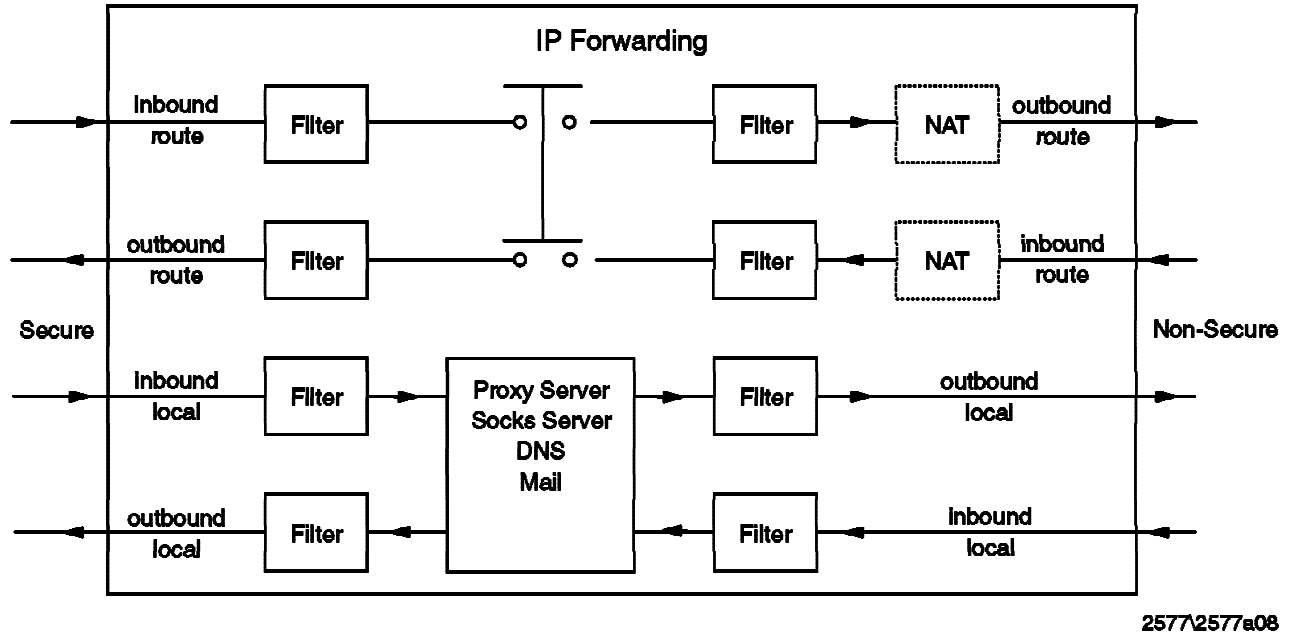 IP Forwarding
inbound
route
Filter
Filter
NAT
outbound
route
outbound
route
Filter
Filter
NAT
inbound
route
Secure
Non-Secure
inbound
local
Filter
Proxy Server
Socks Server
DNS
Mail
Filter
outbound
local
outbound
local
Filter
Filter
inbound
local
2577\2577a08